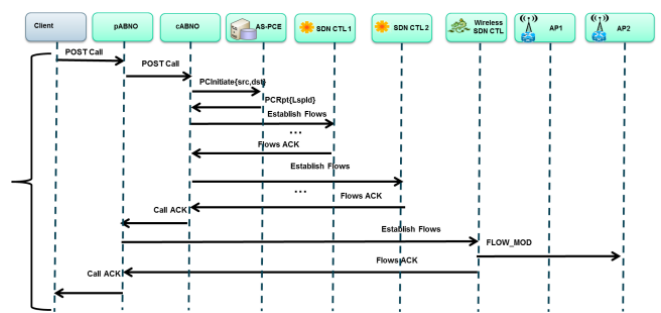 Client
pABNO
cABNO
AS-PCE
SDN CTL 1
SDN CTL 2
Wireless
SDN CTL
AP1
AP2
POST Call
POST Call
PCInitiate{src,dst}
PCRpt{LspId}
Establish Flows
...
Flows ACK
Establish Flows
...
Flows ACK
Call ACK
Establish Flows
FLOW_MOD
Flows ACK
Call ACK